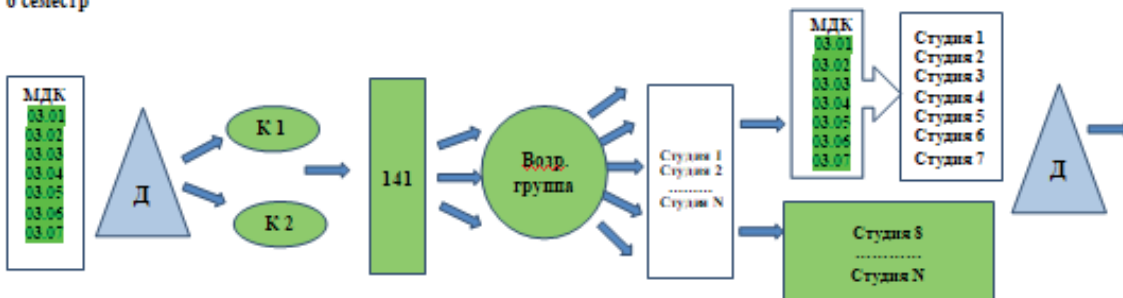 6 семестр
МДК
03.01
03.02
03.03
03.04
03.05
03.06
03.07
Д
К 1
К 2
141
Возр.
группа
Студия 1
Студия 2
.........
Студия N
МДК
03.01
03.02
03.03
03.04
03.05
03.06
03.07
Студия 1
Студия 2
Студия 3
Студия 4
Студия 5
Студия 6
Студия 7
Студия 8
............
Студия N
Д